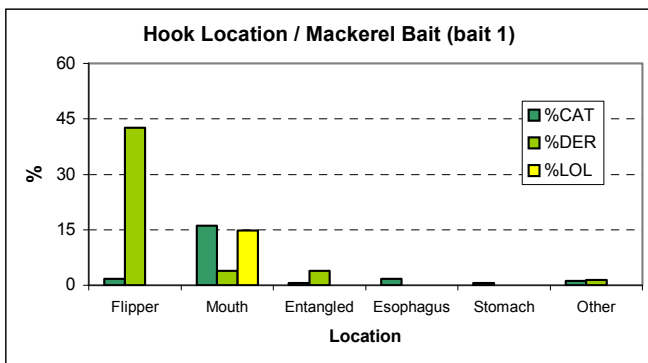 Hook Location / Mackerel Bait (bait 1)
60
45
30
15
0
%
%CAT
%DER
%LOL
Flipper Mouth Entangled Esophagus Stomach Other
Location